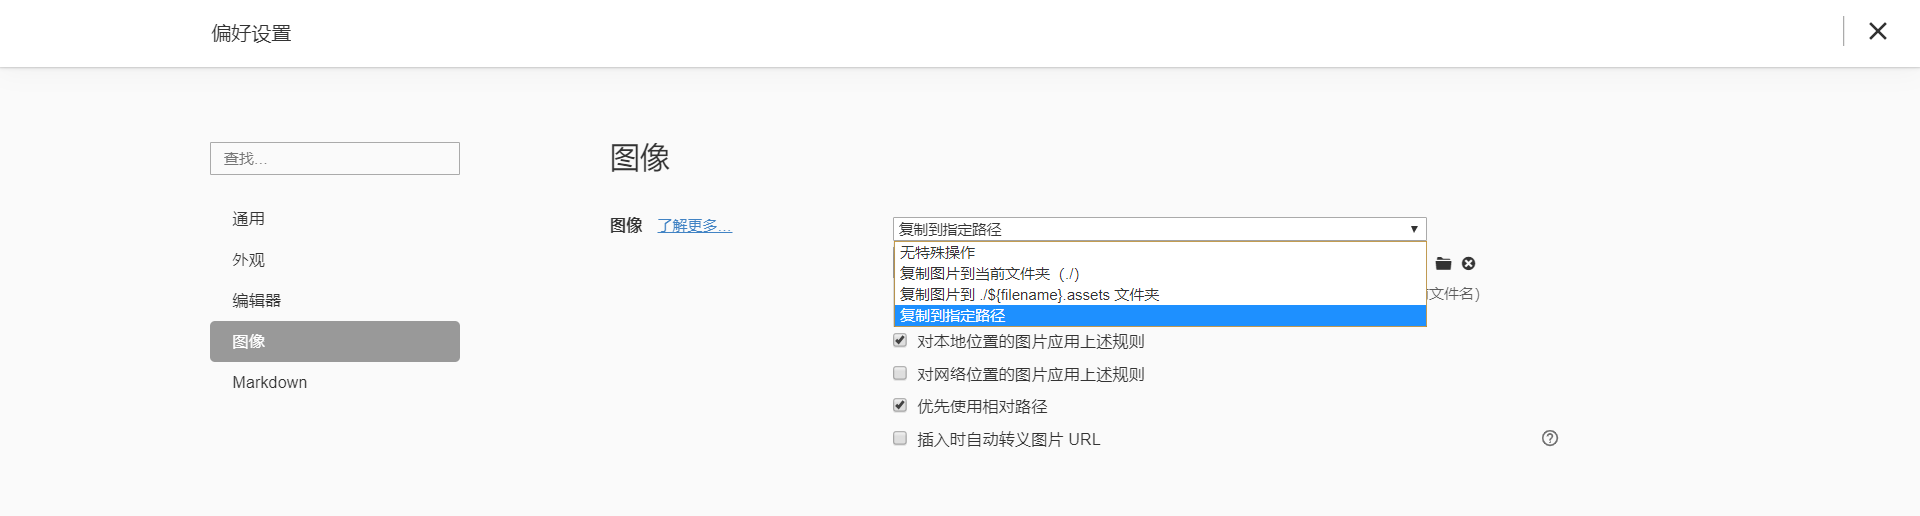 偏好设置
查找...
通用
外观
编辑器
图像
Markdown
图像
图像 了解更多...
复制到指定路径
无特殊操作
复制图片到当前文件夹 (./)
复制图片到 ./${filename}.assets 文件夹
复制到指定路径
文件名)
对本地位置的图片应用上述规则
对网络位置的图片应用上述规则
优先使用相对路径
插入时自动转义图片 URL